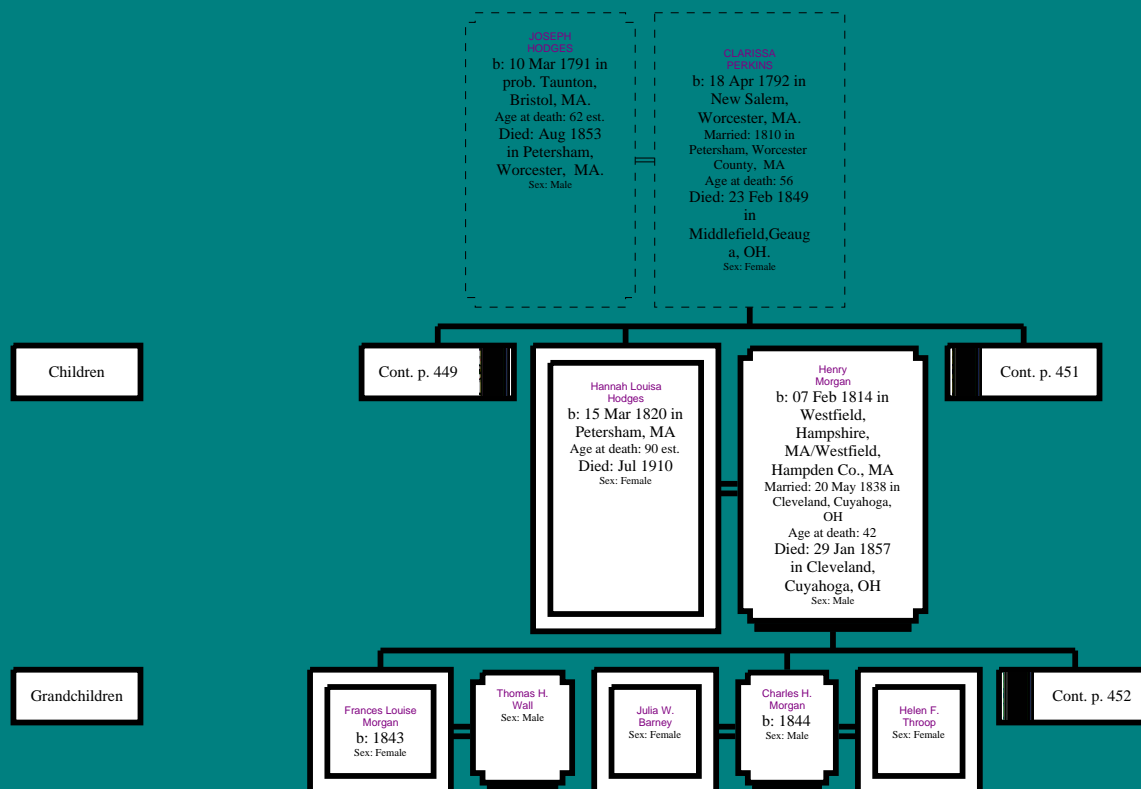 JOSEPH
HODGES
b: 10 Mar 1791 in
prob. Taunton,
Bristol, MA.
Age at death: 62 est.
Died: Aug 1853
in Petersham,
Worcester, MA.
Sex: Male
CLARISSA
PERKINS
b: 18 Apr 1792 in
New Salem,
Worcester, MA.
Married: 1810 in
Petersham, Worcester
County, MA
Age at death: 56
Died: 23 Feb 1849
in
Middlefield,Geaug
a, OH.
Sex: Female
Children
Cont. p. 449
Hannah Louisa
Hodges
b: 15 Mar 1820 in
Petersham, MA
Age at death: 90 est.
Died: Jul 1910
Sex: Female
Henry
Morgan
b: 07 Feb 1814 in
Westfield,
Hampshire,
MA/Westfield,
Hampden Co., MA
Married: 20 May 1838 in
Cleveland, Cuyahoga,
OH
Age at death: 42
Died: 29 Jan 1857
in Cleveland,
Cuyahoga, OH
Sex: Male
Cont. p. 451
Grandchildren
Frances Louise
Morgan
b: 1843
Sex: Female
Thomas H.
Wall
Sex: Male
Julia W.
Barney
Sex: Female
Charles H.
Morgan
b: 1844
Sex: Male
Helen F.
Throop
Sex: Female
Cont. p. 452